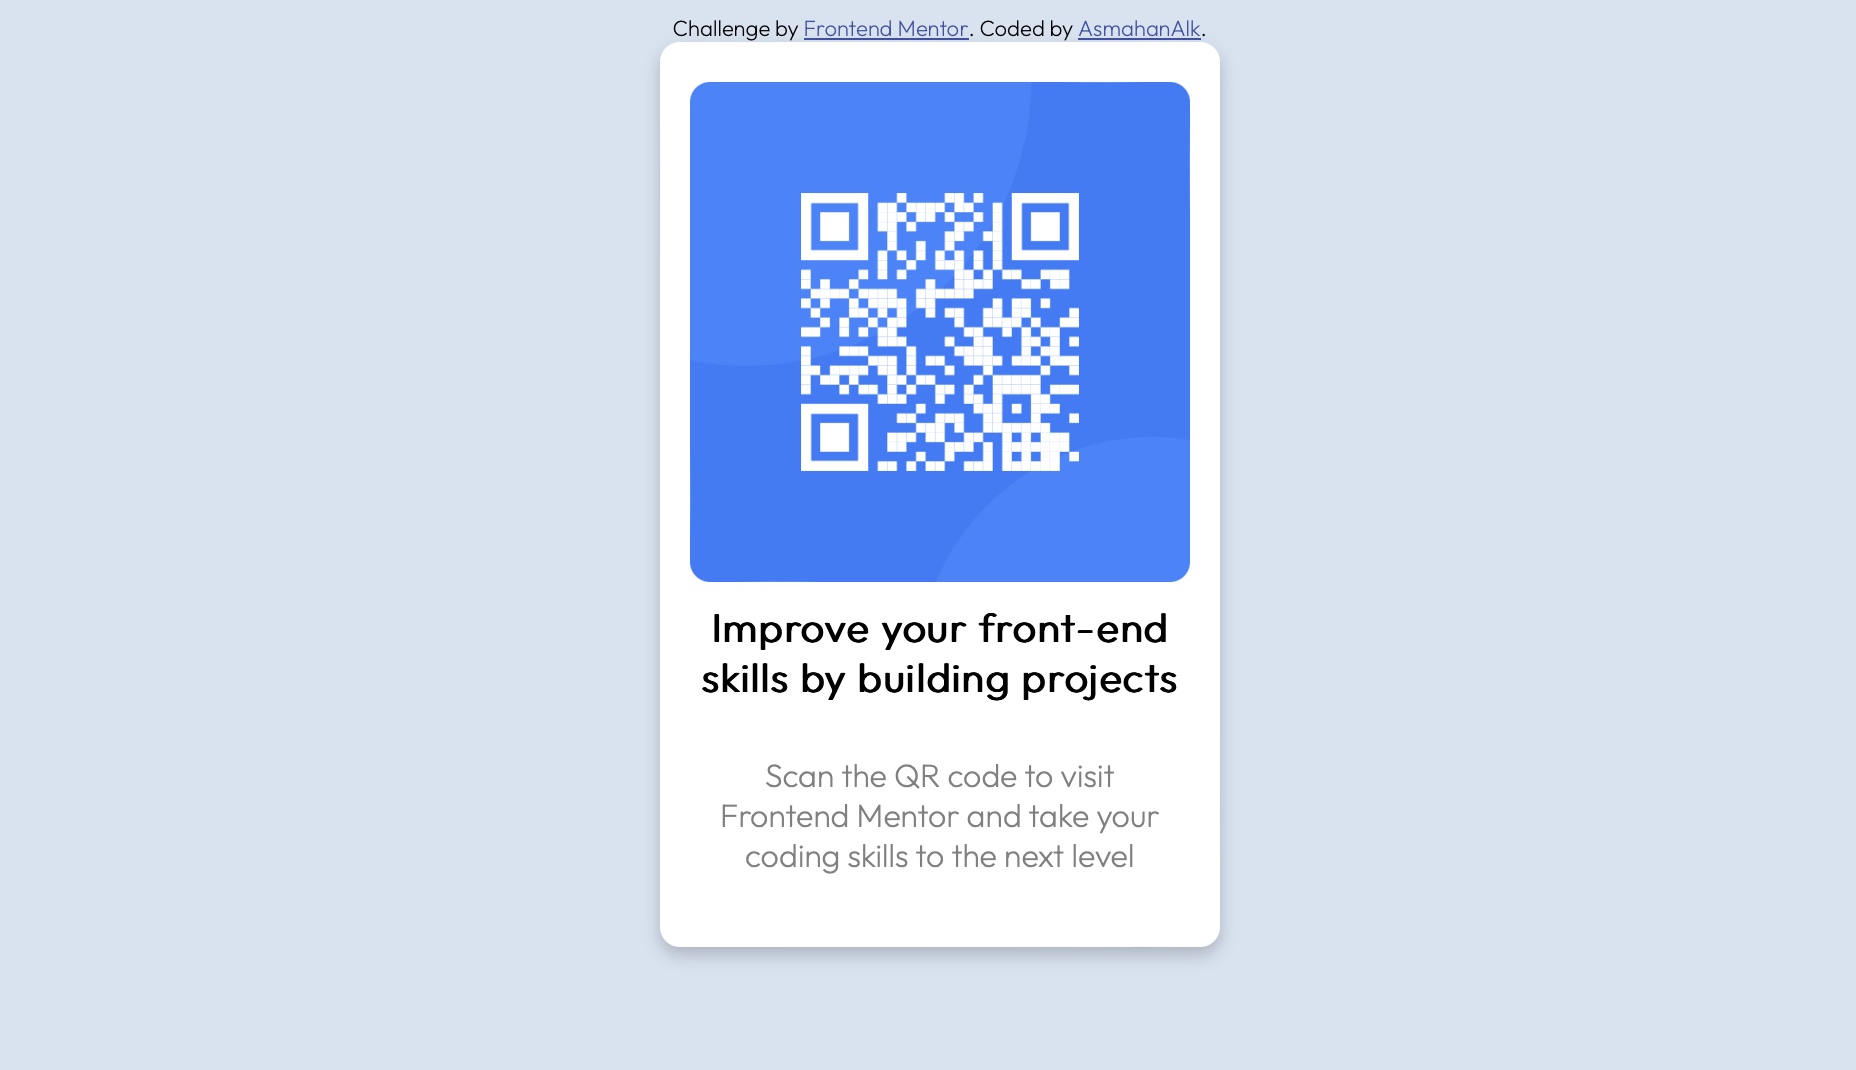 Challenge by Frontend Mentor. Coded by AsmahanAlk.
Improve your front-end
skills by building projects
Scan the QR code to visit
Frontend Mentor and take your
coding skills to the next level